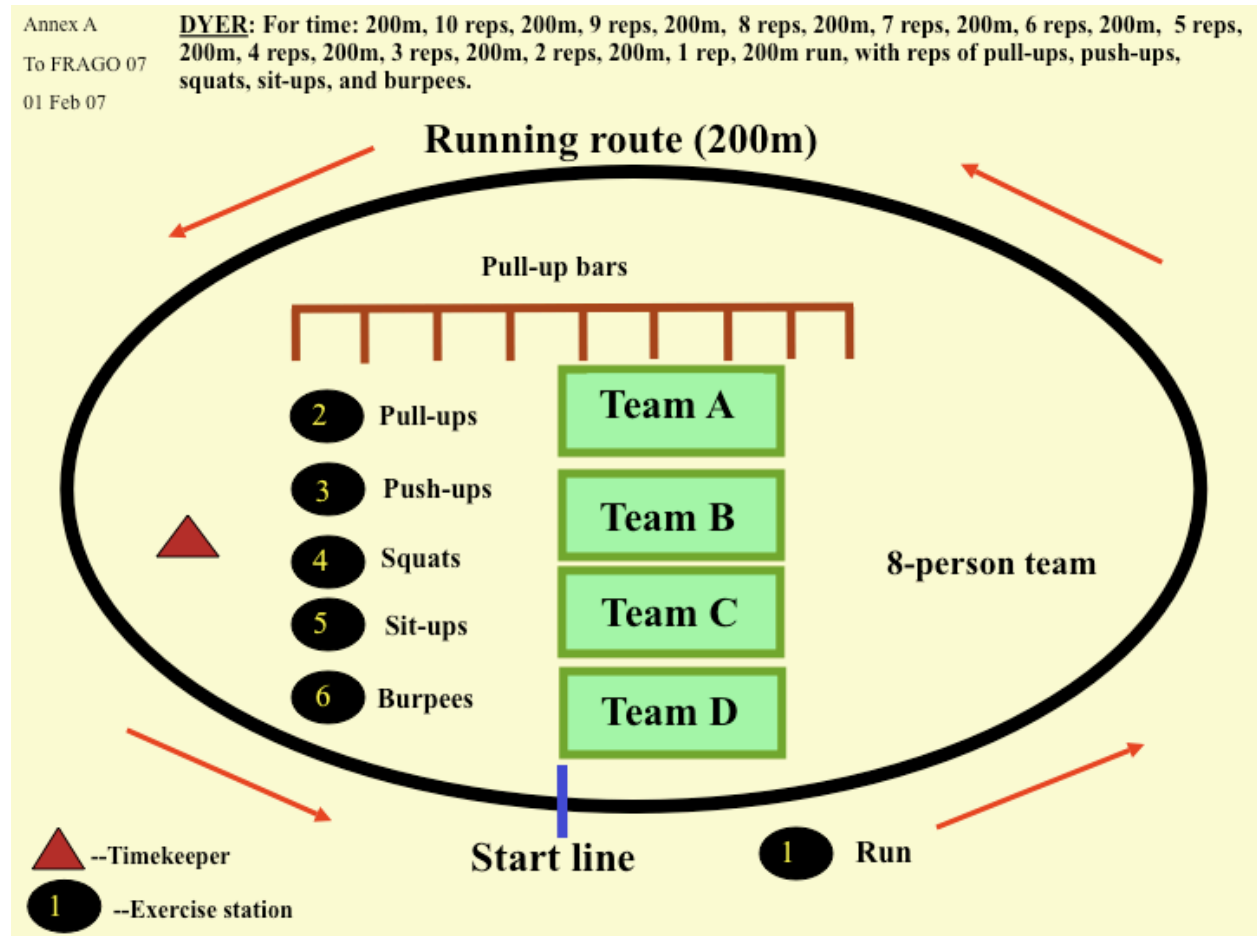 Annex A
To FRAGO 07
01 Feb 07
DYER: For time: 200m, 10 reps, 200m, 9 reps, 200m, 8 reps, 200m, 7 reps, 200m, 6 reps, 200m, 5 reps,
200m, 4 reps, 200m, 3 reps, 200m, 2 reps, 200m, 1 rep, 200m run, with reps of pull-ups, push-ups,
squats, sit-ups, and burpees.
Running route (200m)
Pull-up bars
Team A
2 Pull-ups
3 Push-ups
Team B
4 Squats
8-person team
Team C
5 Sit-ups
6 Burpees
Team D
Start line
1 Run
--Timekeeper
1 --Exercise station